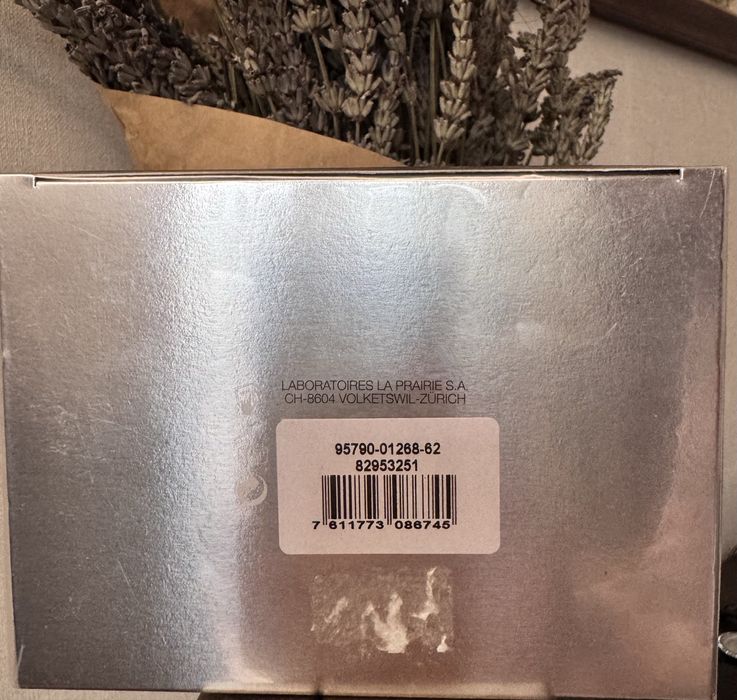 LABORATOIRES LA PRAIRIE S.A.
CH-8604 VOLKETSWIL-ZÜRICH
95790-01268-62
82953251
7 611773 086745